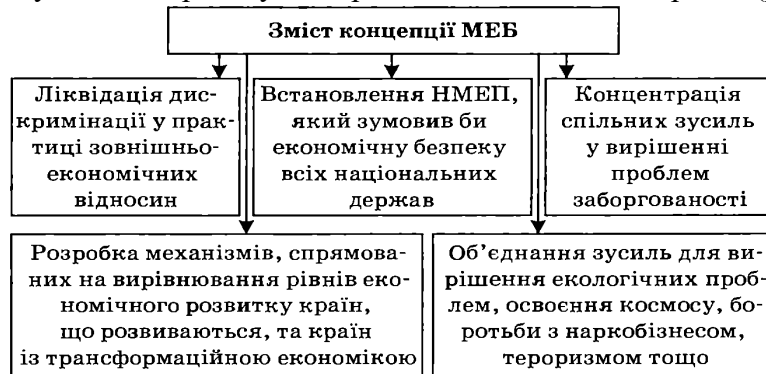 Зміст концепції МЕБ
Ліквідація дис-
кримінації у прак-
тиці зовнішньо-
економічних
відносин
Встановлення НМЕП,
який зумовив би
економічну безпеку
всіх національних
держав
Концентрація
спільних зусиль
у вирішенні
проблем
заборгованості
Розробка механізмів, спрямова-
них на вирівнювання рівнів еко-
номічного розвитку країн,
що розвиваються, та країн
із трансформаційною економікою
Об’єднання зусиль для ви-
рішення екологічних проб-
лем, освоєння космосу, бо-
ротьби з наркобізнесом,
тероризмом тощо